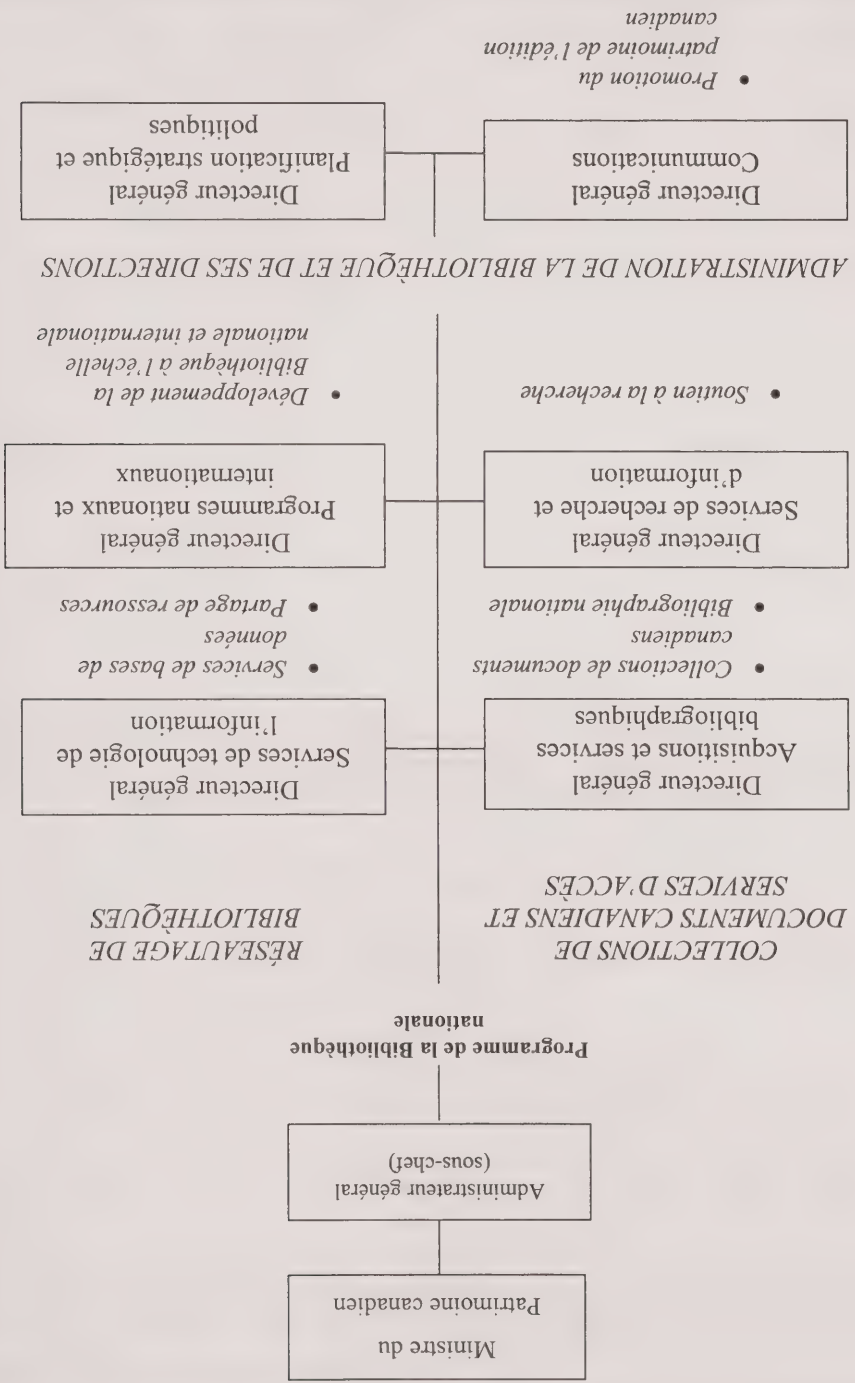 Ministre du
Patrimoine canadien
Administrateur général
(sous-chef)
Programme de la Bibliothèque
nationale
COLLECTIONS DE
DOCUMENTS CANADIENS ET
SERVICES D'ACCÈS
RÉSEAUTAGE DE
BIBLIOTHÈQUES
Directeur général
Acquisitions et services
bibliographiques
• Collections de documents
canadiens
• Bibliographie nationale
Directeur général
Services de technologie de
l'information
• Services de bases de
données
• Partage de ressources
Directeur général
Services de recherche et
d'information
• Soutien à la recherche
Directeur général
Programmes nationaux et
internationaux
• Développement de la
Bibliothèque à l'échelle
nationale et internationale
ADMINISTRATION DE LA BIBLIOTHÈQUE ET DE SES DIRECTIONS
Directeur général
Communications
• Promotion du
patrimoine de l'édition
canadien
Directeur général
Planification stratégique et
politiques